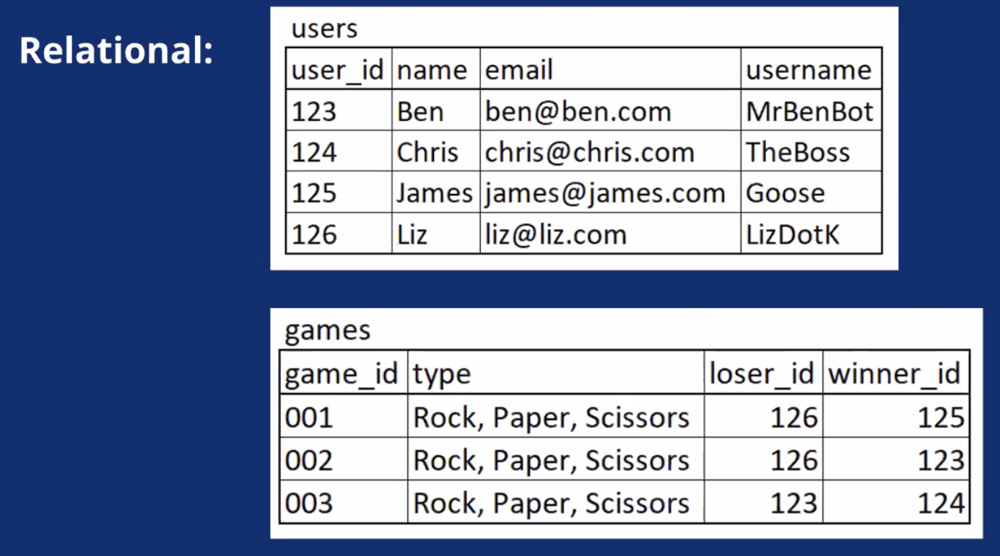 Relational:
users
user_id name email username
123 Ben ben@ben.com MrBenBot
124 Chris chris@chris.com TheBoss
125 James james@james.com Goose
126 Liz liz@liz.com LizDotK
games
game_id type loser_id winner_id
001 Rock, Paper, Scissors 126 125
002 Rock, Paper, Scissors 126 123
003 Rock, Paper, Scissors 123 124